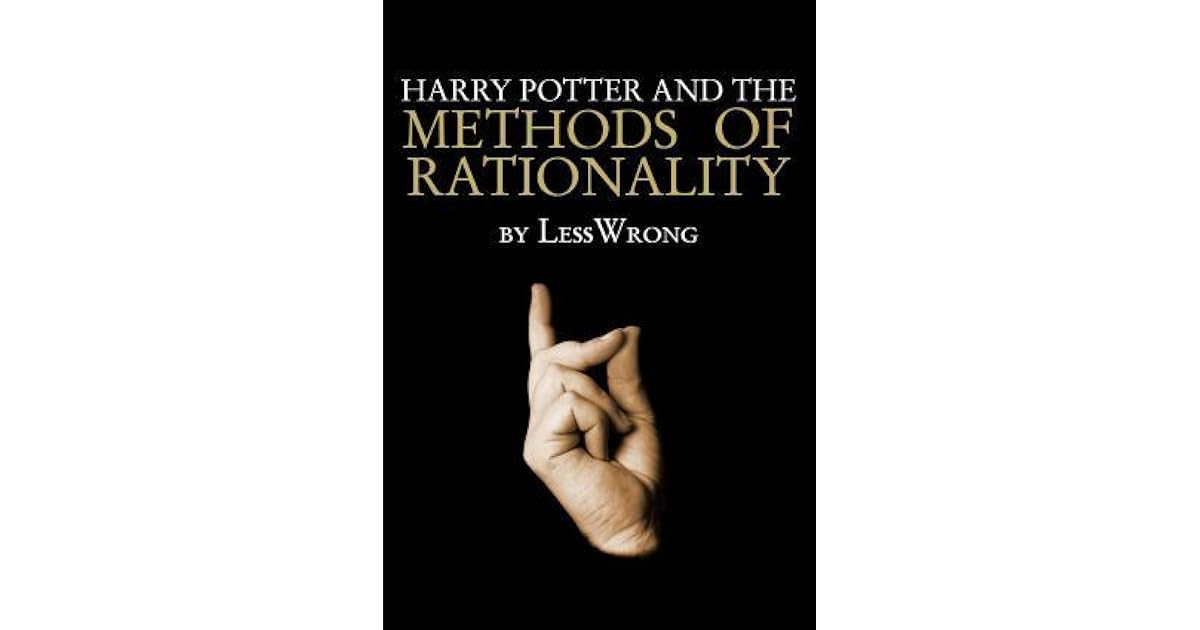 HARRY POTTER AND THE
METHODS OF
RATIONALITY
BY LESSWRONG